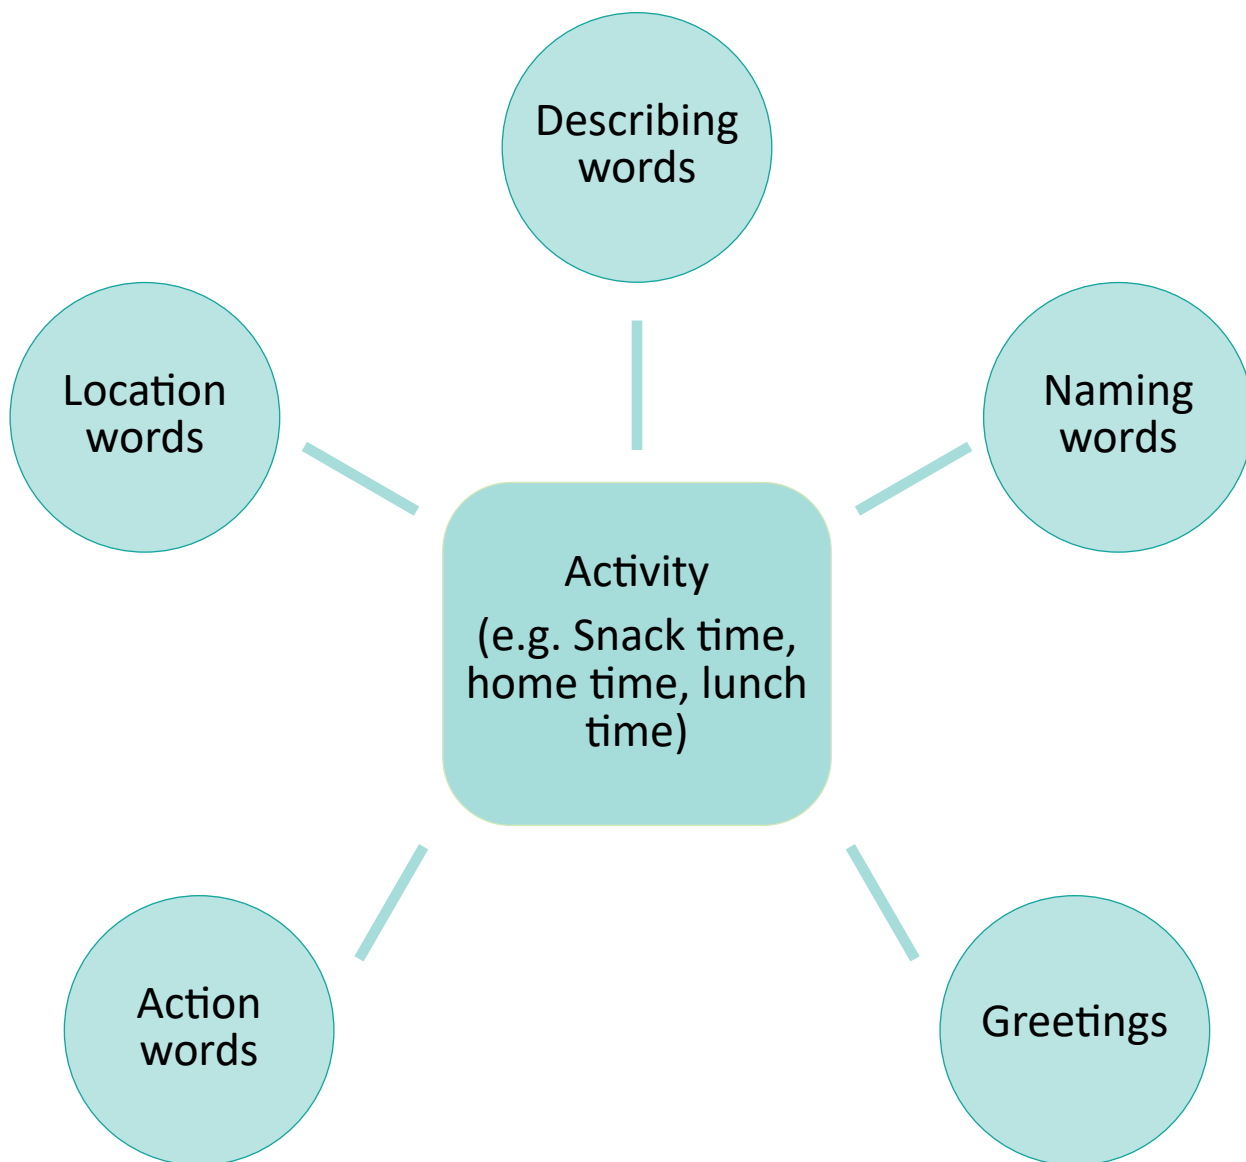 Describing
words
Location
words
Naming
words
Activity
(e.g. Snack time,
home time, lunch
time)
Action
words
Greetings